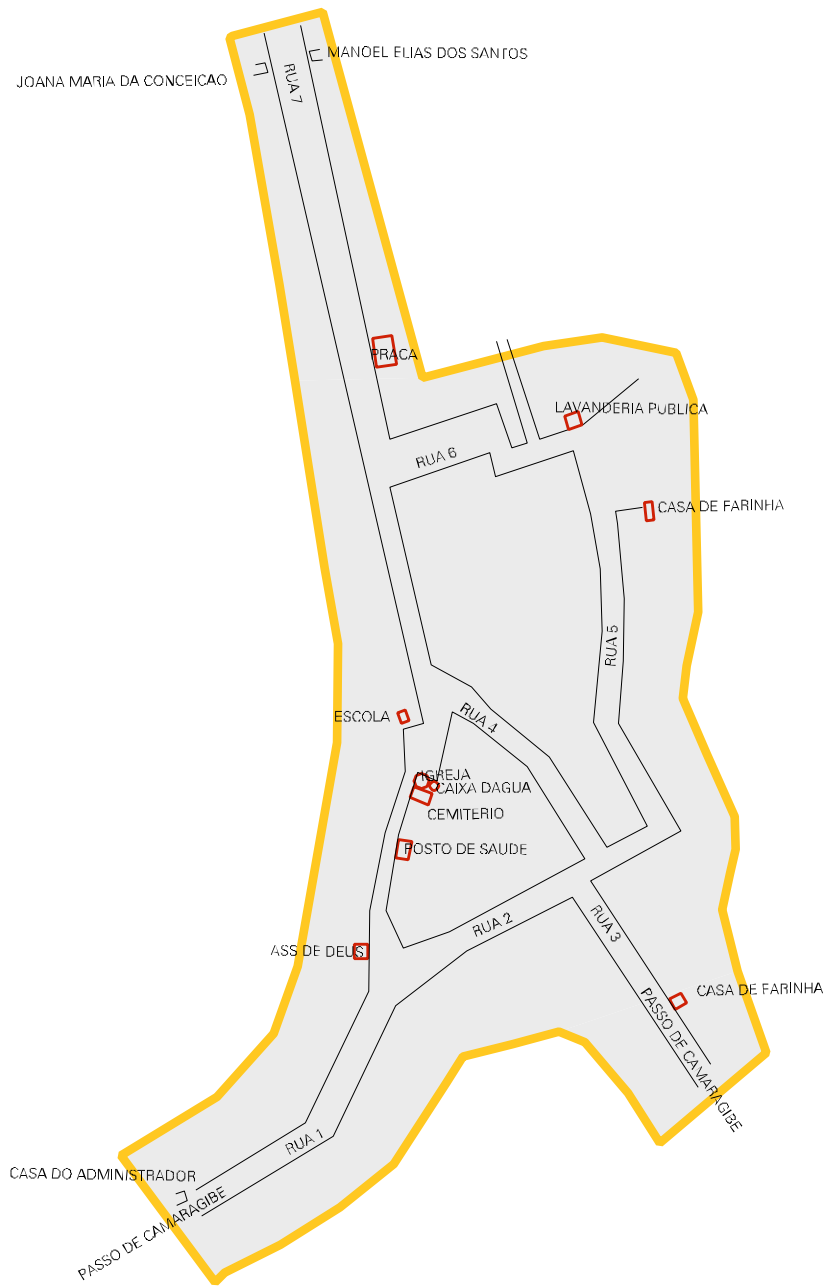 MANOEL ELIAS DOS SANTOS
JOANA MARIA DA CONCEICAO
RUA 7
PRACA
LAVANDERIA PUBLICA
RUA 6
CASA DE FARINHA
RUA 5
ESCOLA
RUA 4
IGREJA
CAIXA DAGUA
CEMITERIO
POSTO DE SAUDE
RUA 2
RUA 3
ASS DE DEUS
CASA DE FARINHA
PASSO DE CAMARAGIBE
RUA 1
CASA DO ADMINISTRADOR
PASSO DE CAMARAGIBE